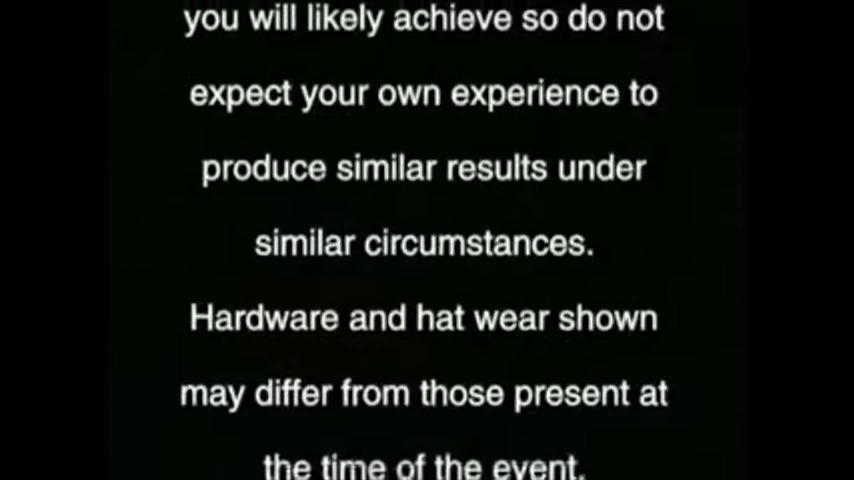 you will likely achieve so do not
expect your own experience to
produce similar results under
similar circumstances.
Hardware and hat wear shown
may differ from those present at
the time of the event.